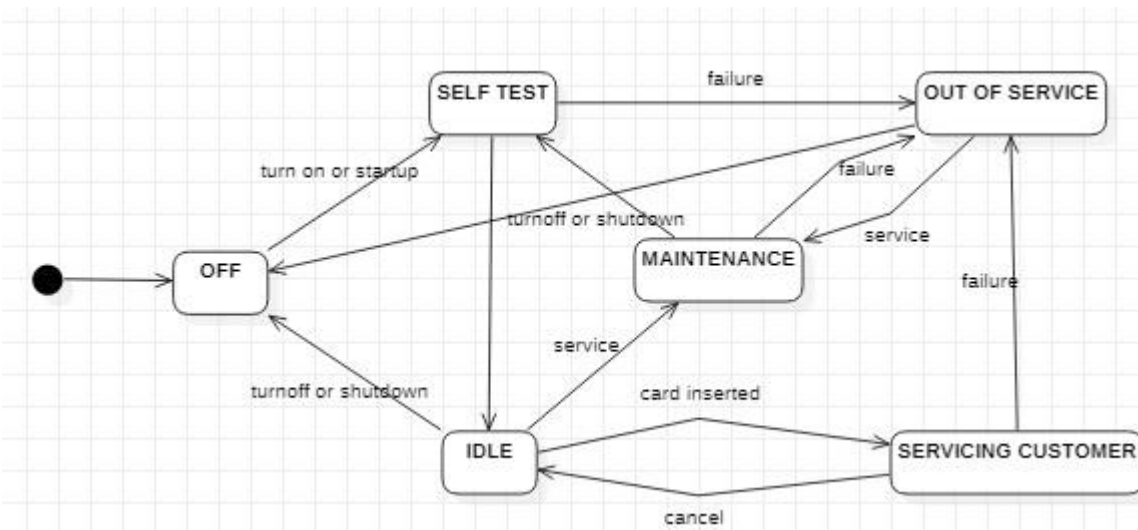 failure
SELF TEST
OUT OF SERVICE
turn on or startup
failure
turnoff or shutdown
service
OFF
MAINTENANCE
failure
service
turnoff or shutdown
card inserted
IDLE
SERVICING CUSTOMER
cancel